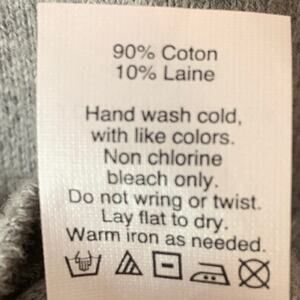 90% Coton
10% Laine
Hand wash cold,
with like colors.
Non chlorine
bleach only.
Do not wring or twist.
Lay flat to dry.
Warm iron as needed.